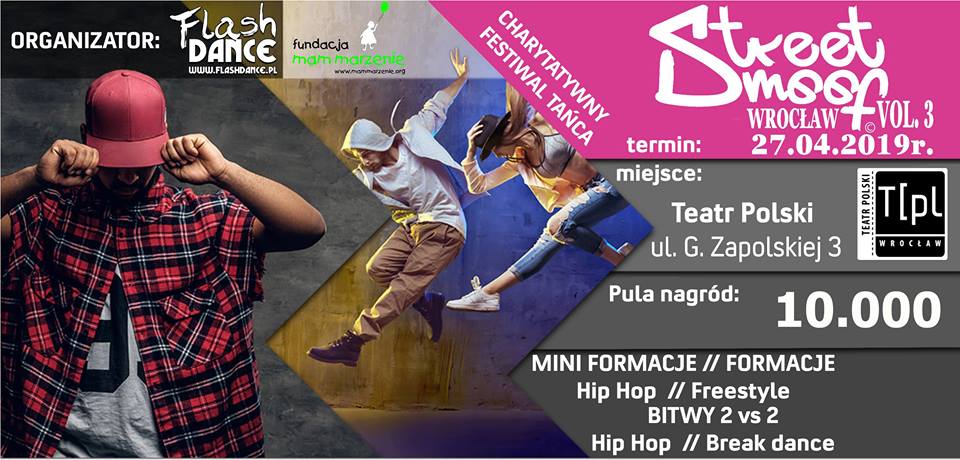 ORGANIZATOR:
Flash
DANCE
WWW.FLASHDANCE.PL
fundacja
mam marzenie
www.mammarzenie.org
CHARYTATYWNY
FESTIWAL TAŃCA
Street
Smoof
WROCŁAW © VOL. 3
termin: 27.04.2019r.
miejsce:
Teatr Polski
ul. G. Zapolskiej 3
TEATR POLSKI
T[pl
WROCŁAW
Pula nagród:
10.000
MINI FORMACJE // FORMACJE
Hip Hop // Freestyle
BITWY 2 vs 2
Hip Hop // Break dance